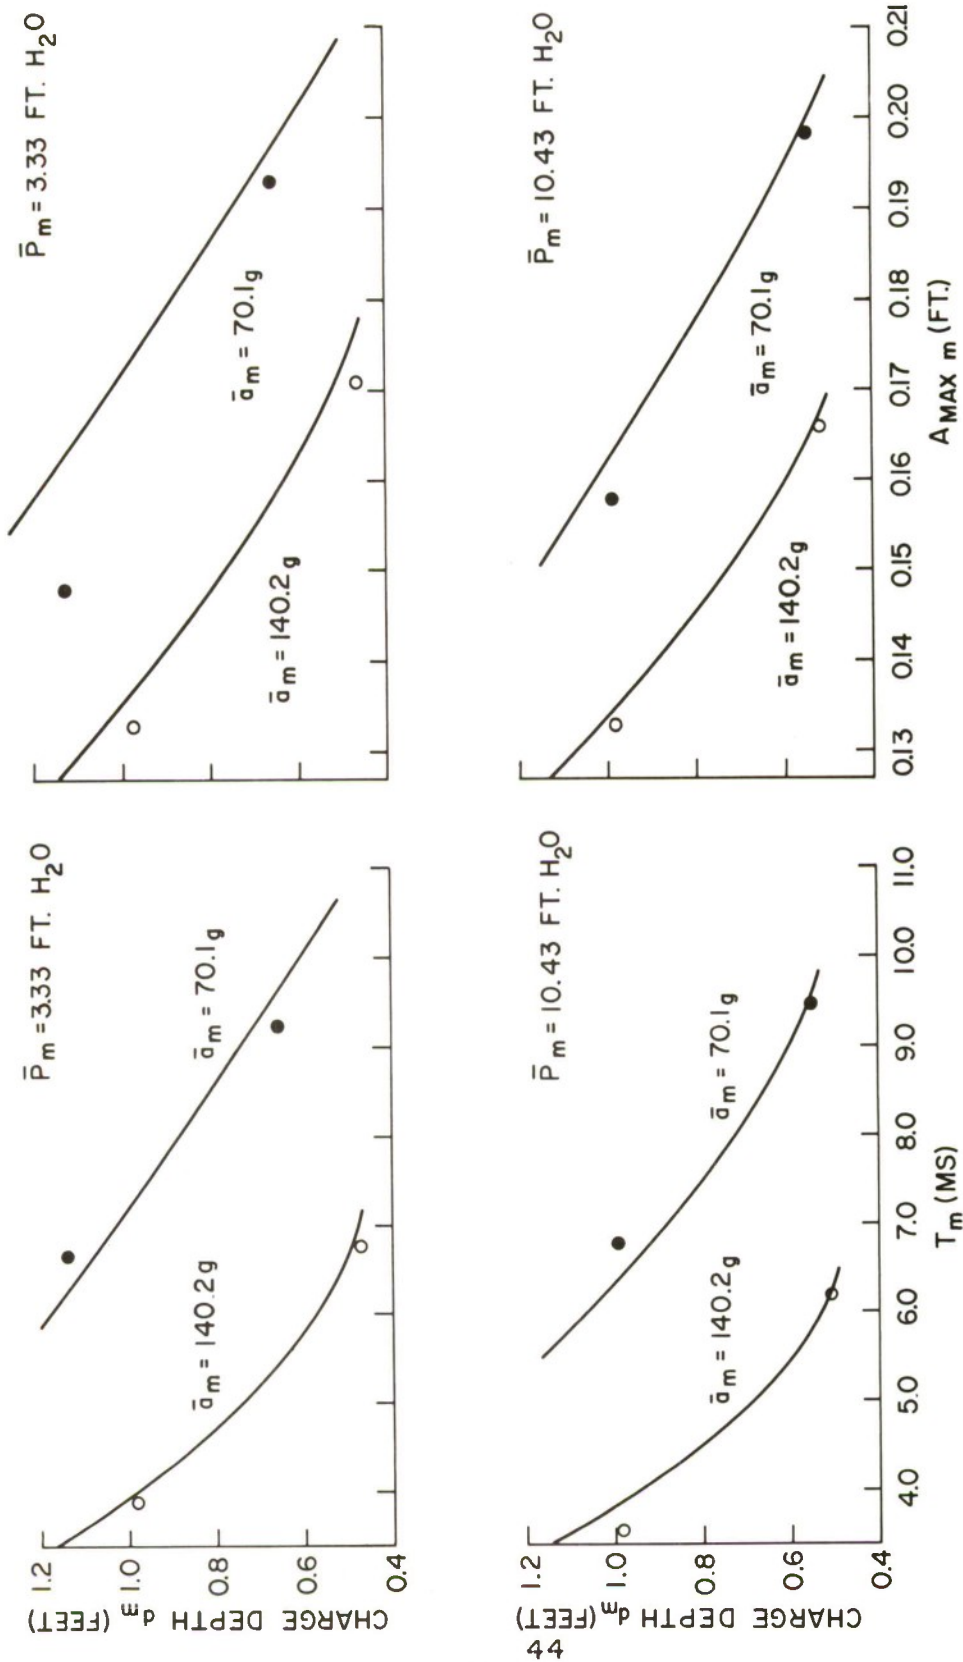 P̄m = 3.33 FT. H2O
ām = 140.2g
ām = 70.1g
1.2
1.0
0.8
0.6
0.4
CHARGE DEPTH dm (FEET)
P̄m = 3.33 FT. H2O
ām = 140.2g
ām = 70.1g
P̄m = 10.43 FT. H2O
ām = 140.2g
ām = 70.1g
1.2
1.0
0.8
0.6
0.4
CHARGE DEPTH dm (FEET)
4.0 5.0 6.0 7.0 8.0 9.0 10.0 11.0
Tm (MS)
P̄m = 10.43 FT. H2O
ām = 140.2g
ām = 70.1g
0.13 0.14 0.15 0.16 0.17 0.18 0.19 0.20 0.21
AMAX m (FT.)
44